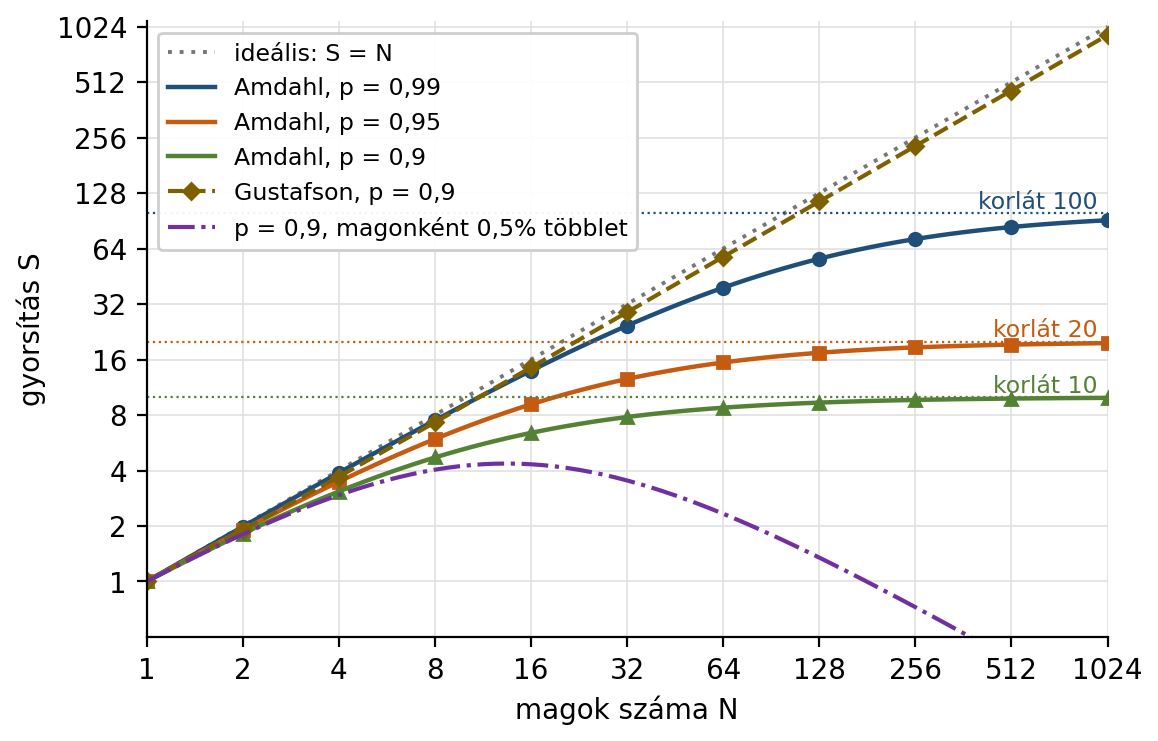 1024
512
256
128
64
32
16
8
4
2
1
gyorsítás S
ideális: S = N
Amdahl, p = 0,99
Amdahl, p = 0,95
Amdahl, p = 0,9
Gustafson, p = 0,9
p = 0,9, magonként 0,5% többlet
korlát 100
korlát 20
korlát 10
1 2 4 8 16 32 64 128 256 512 1024
magok száma N